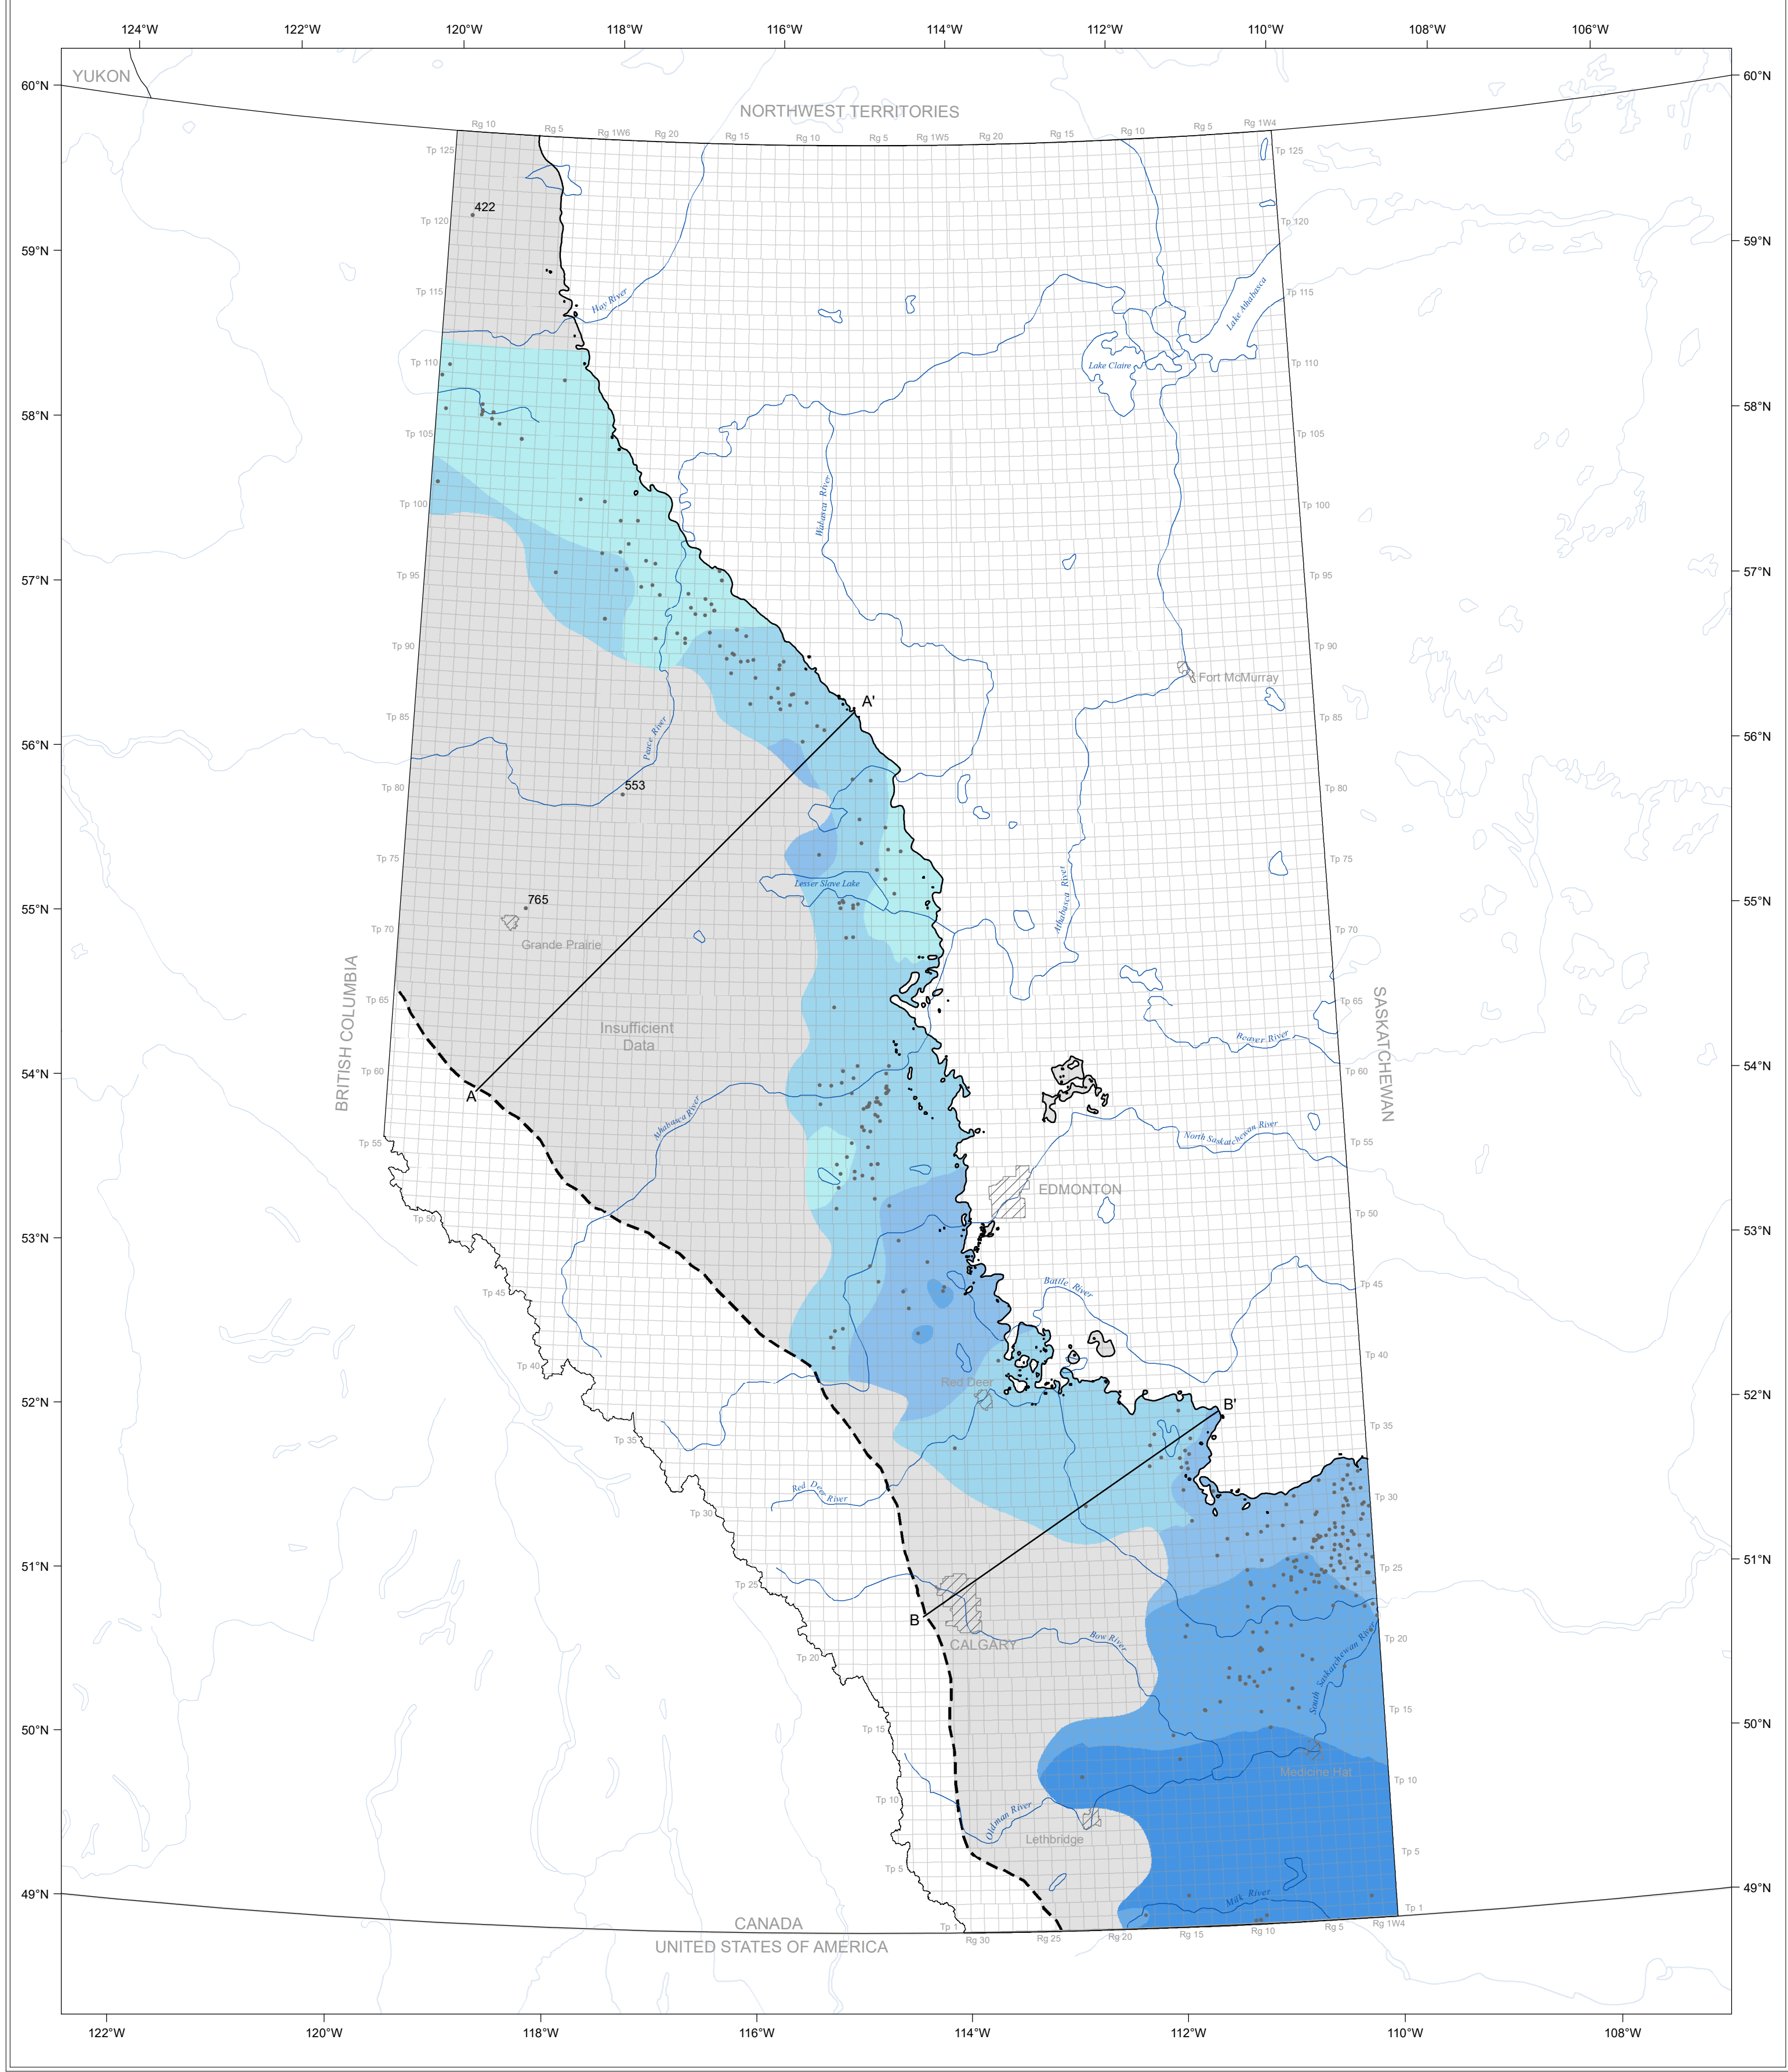 124°W 122°W 120°W 118°W 116°W 114°W 112°W 110°W 108°W 106°W
60°N
60°N
YUKON
NORTHWEST TERRITORIES
Rg 10 Rg 5 Rg 1W6 Rg 20 Rg 15 Rg 10 Rg 5 Rg 1W5 Rg 20 Rg 15 Rg 10 Rg 5 Rg 1W4
Tp 125
Tp 125
422
Tp 120
Tp 120
59°N
59°N
Tp 115
Hay River
Lake Athabasca
Tp 115
Tp 110
Lake Claire
Tp 110
58°N
58°N
Tp 105
Tp 105
Tp 100
Wabasca River
Tp 100
57°N
57°N
Tp 95
Tp 95
Tp 90
Tp 90
Fort McMurray
A'
Tp 85
Tp 85
Peace River
56°N
56°N
Tp 80
553
Tp 80
Tp 75
Tp 75
Lesser Slave Lake
Athabasca River
55°N
765
55°N
Tp 70
Grande Prairie
Tp 70
BRITISH COLUMBIA
SASKATCHEWAN
Tp 65
Tp 65
Insufficient
Data
Beaver River
54°N
54°N
Tp 60
Tp 60
A
Athabasca River
North Saskatchewan River
Tp 55
Tp 55
EDMONTON
Tp 50
Tp 50
53°N
53°N
Tp 45
Battle River
Tp 45
Tp 40
Tp 40
Red Deer
52°N
52°N
B'
Tp 35
Tp 35
Red Deer River
Tp 30
Tp 30
51°N
51°N
Tp 25
Tp 25
B
CALGARY
Bow River
Tp 20
Tp 20
South Saskatchewan River
50°N
50°N
Tp 15
Tp 15
Medicine Hat
Tp 10
Tp 10
Oldman River
Lethbridge
Tp 5
Tp 5
49°N
49°N
Milk River
Tp 1
Tp 1
CANADA
Rg 30 Rg 25 Rg 20 Rg 15 Rg 10 Rg 5 Rg 1W4
UNITED STATES OF AMERICA
122°W 120°W 118°W 116°W 114°W 112°W 110°W 108°W